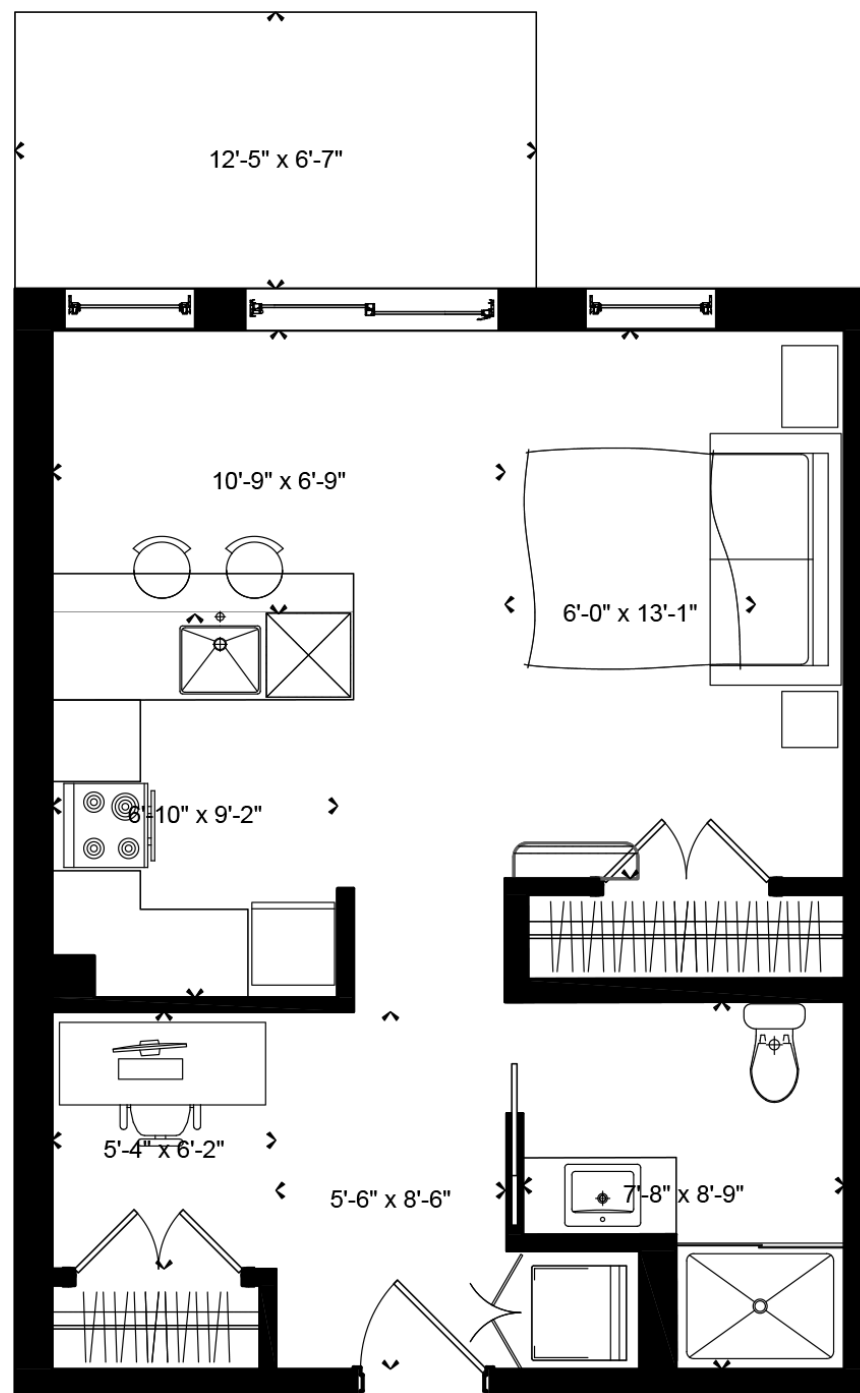 12'-5" x 6'-7"
10'-9" x 6'-9"
6'-0" x 13'-1"
6'-10" x 9'-2"
5'-4" x 6'-2"
5'-6" x 8'-6"
7'-8" x 8'-9"